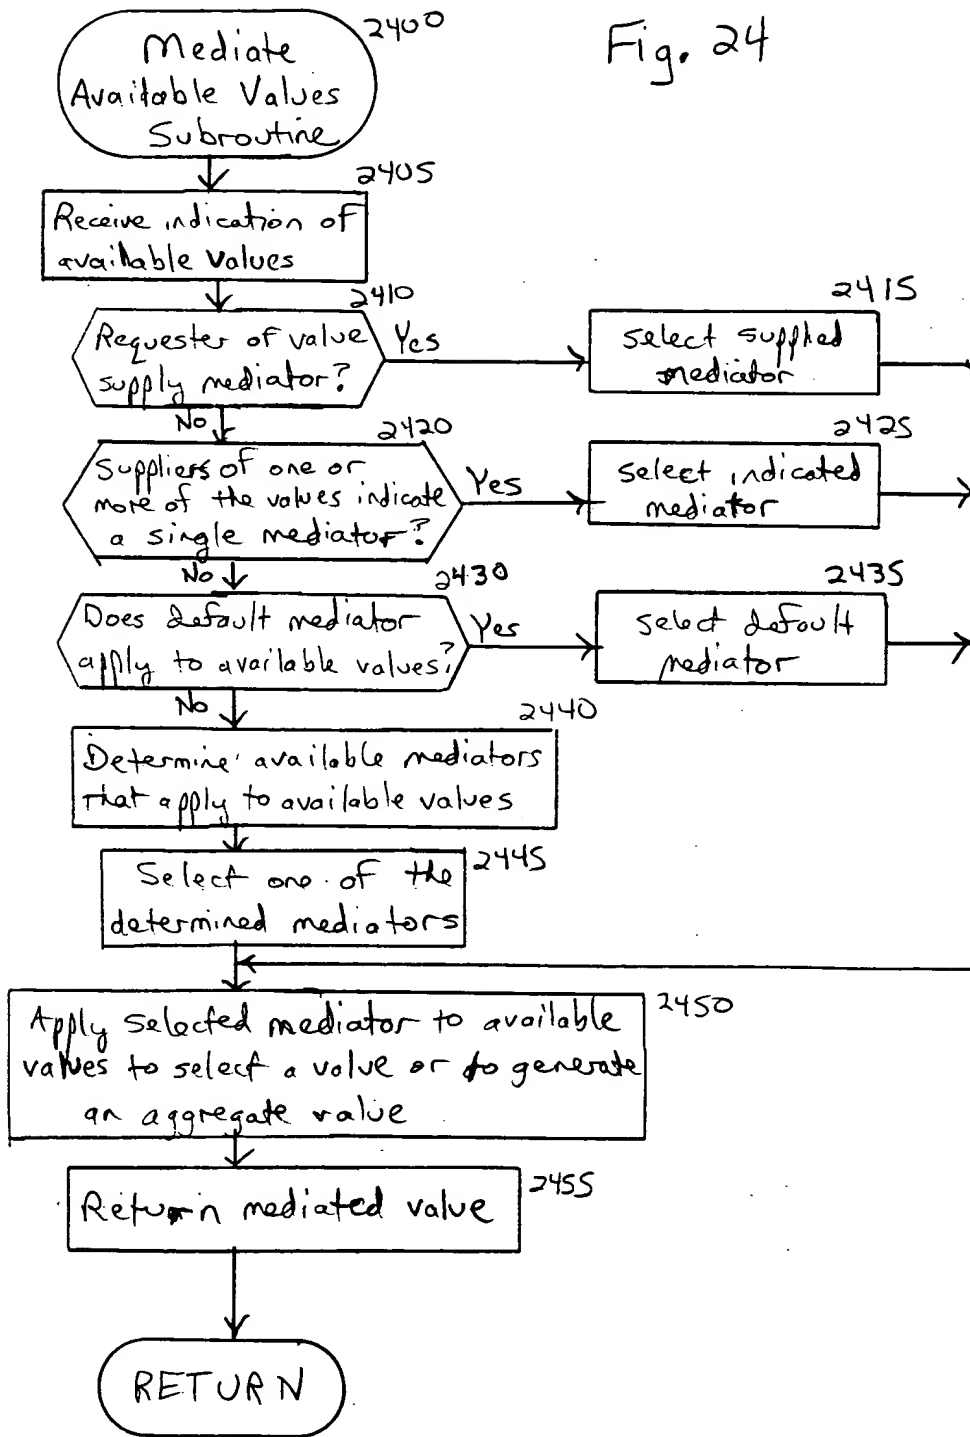 Fig. 24
2400
Mediate
Available Values
Subroutine
2405
Receive indication of
available values
2410
Requester of value
supply mediator?
Yes
2415
select supplied
mediator
No
2420
Suppliers of one or
more of the values indicate
a single mediator?
Yes
2425
select indicated
mediator
No
2430
Does default mediator
apply to available values?
Yes
2435
select default
mediator
No
2440
Determine available mediators
that apply to available values
2445
Select one of the
determined mediators
2450
Apply selected mediator to available
values to select a value or to generate
an aggregate value
2455
Return mediated value
RETURN